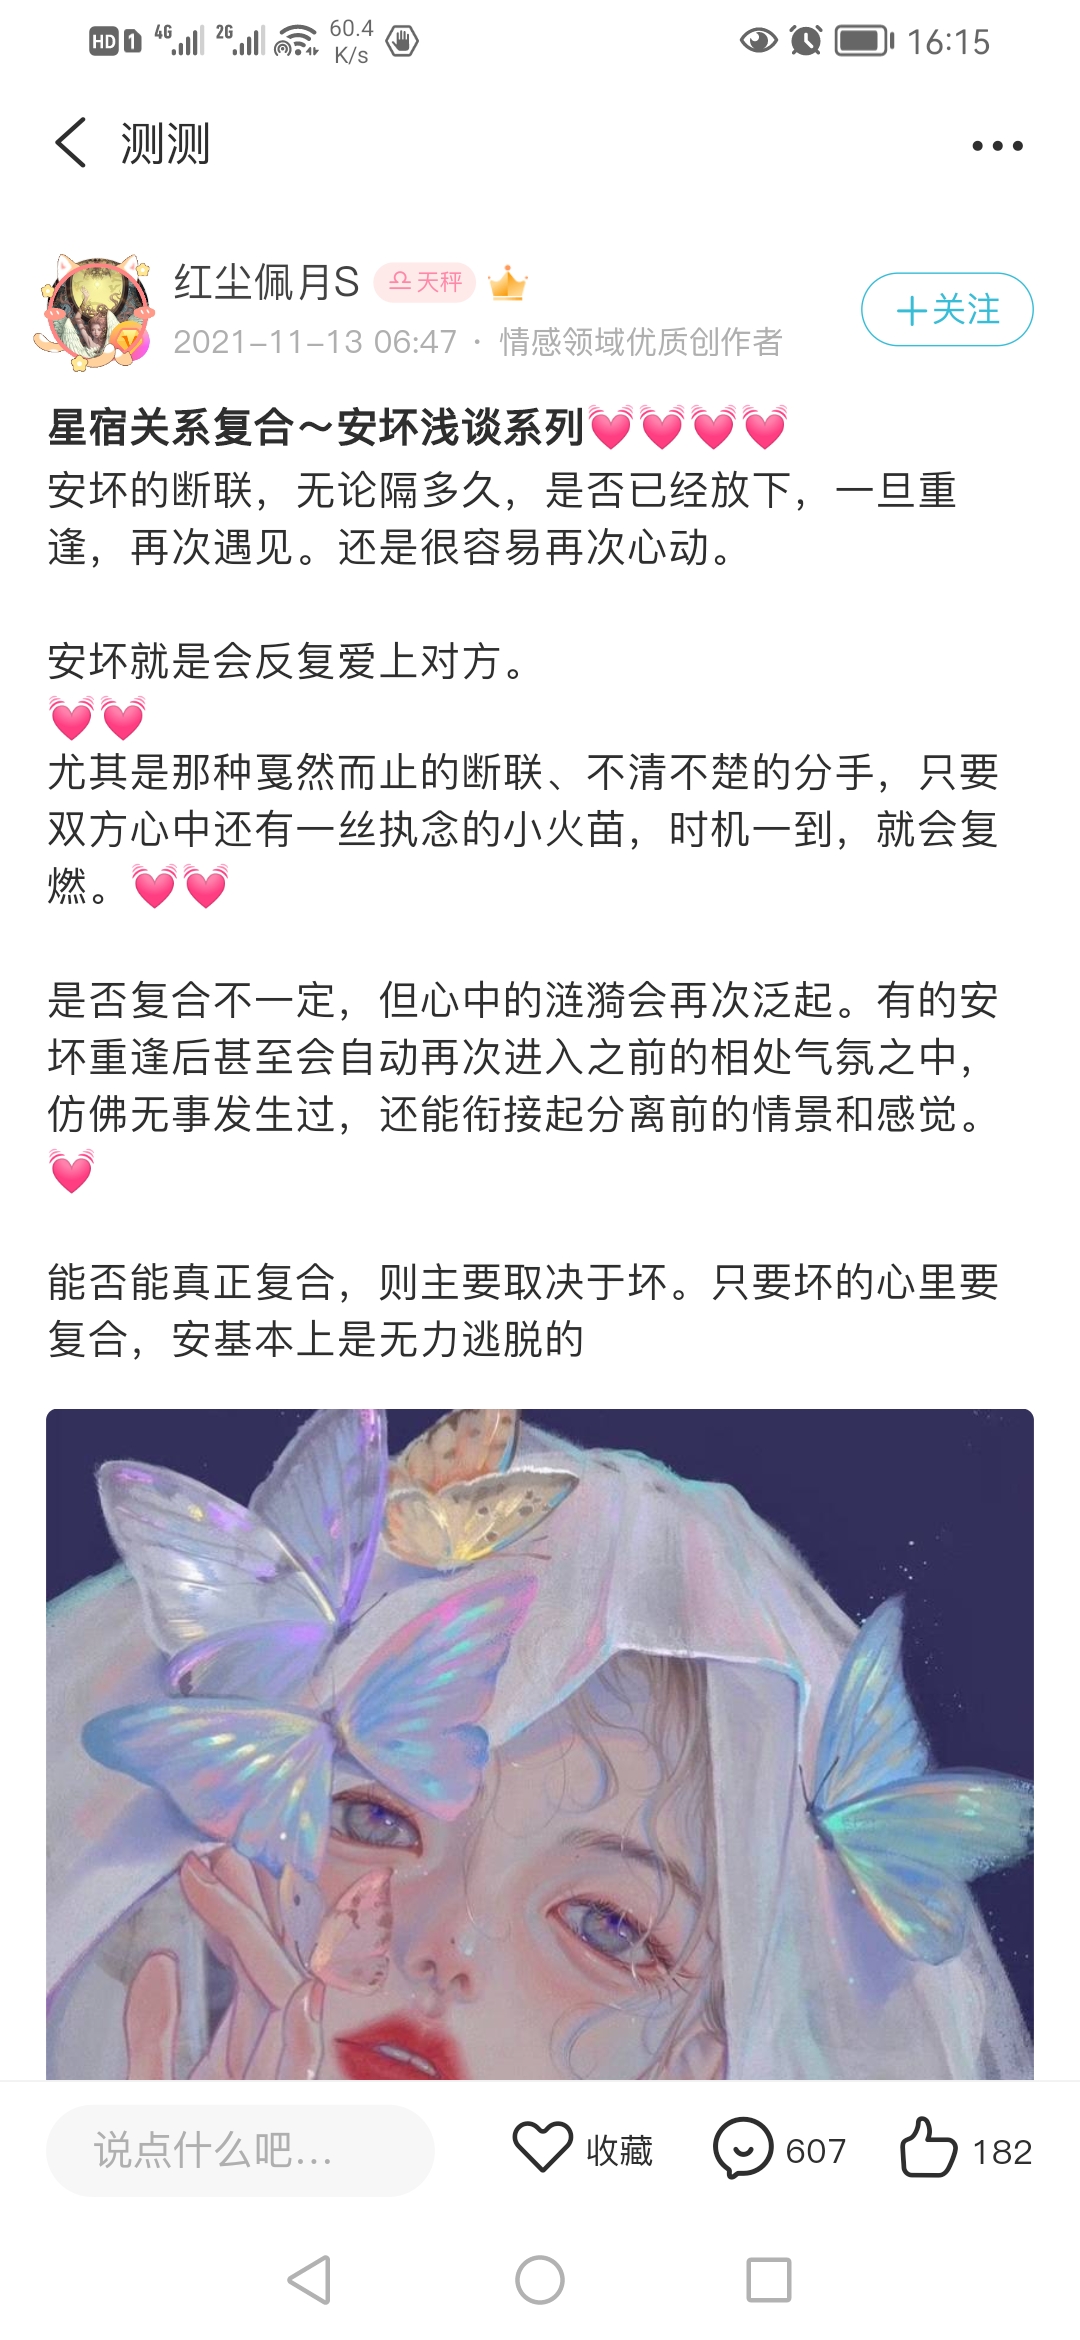 HD 1 4G 2G 60.4 K/s 16:15
测测
红尘佩月S 天秤
2021-11-13 06:47 · 情感领域优质创作者
+关注
星宿关系复合～安坏浅谈系列💓💓💓💓
安坏的断联，无论隔多久，是否已经放下，一旦重
逢，再次遇见。还是很容易再次心动。
安坏就是会反复爱上对方。
💓💓
尤其是那种戛然而止的断联、不清不楚的分手，只要
双方心中还有一丝执念的小火苗，时机一到，就会复
燃。💓💓
是否复合不一定，但心中的涟漪会再次泛起。有的安
坏重逢后甚至会自动再次进入之前的相处气氛之中，
仿佛无事发生过，还能衔接起分离前的情景和感觉。
💓
能否能真正复合，则主要取决于坏。只要坏的心里要
复合，安基本上是无力逃脱的
说点什么吧... 收藏 607 182